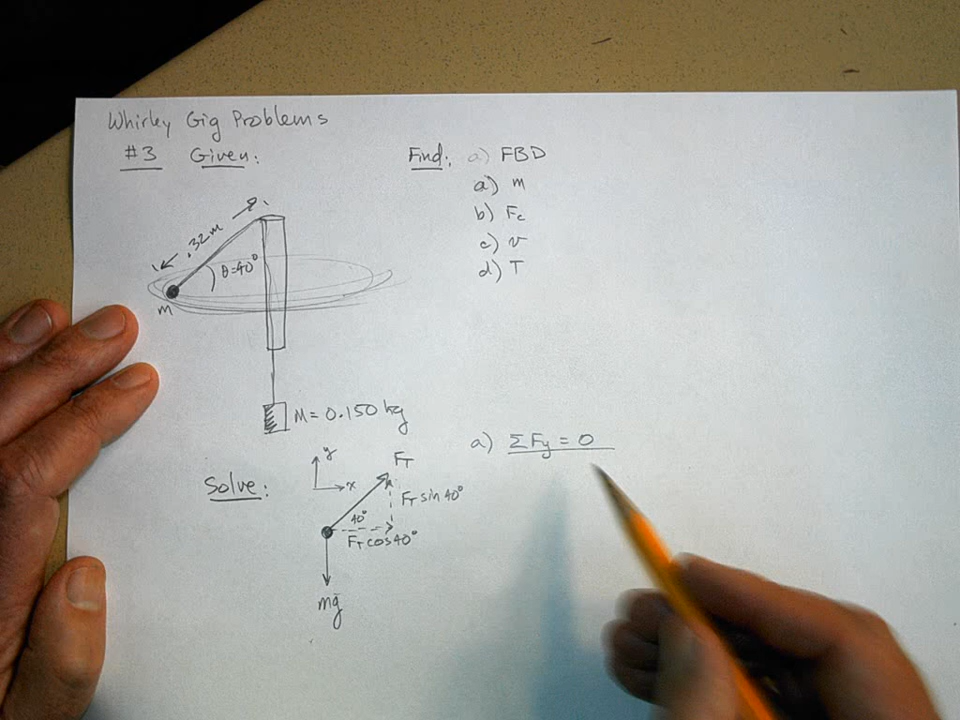 Whirley Gig Problems
#3 Given:
Find: a) FBD
a) m
b) Fc
c) v
d) T
.32m
θ=40°
m
M = 0.150 kg
Solve:
y
x
FT
FT sin 40°
40°
FT cos 40°
mg
a) ΣFy = 0